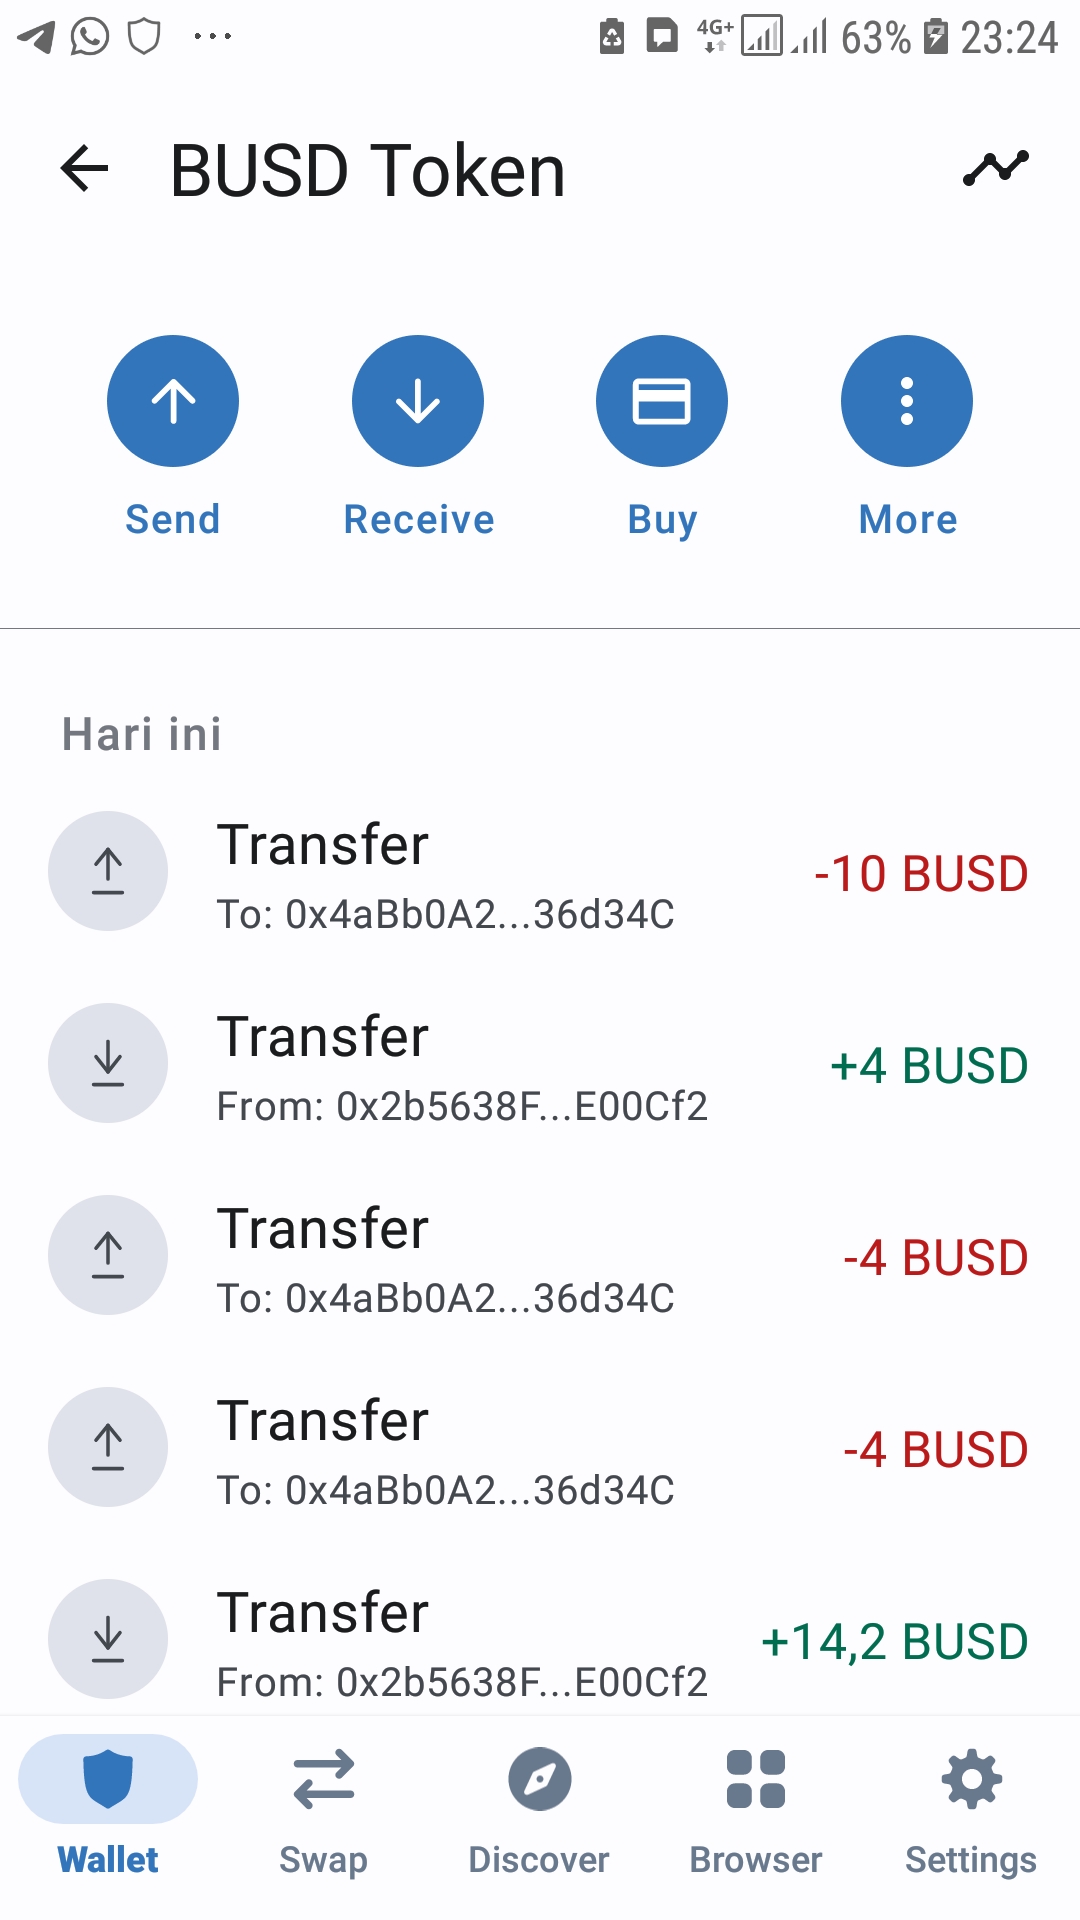 4G+ 63% 23:24
BUSD Token
Send Receive Buy More
Hari ini
Transfer
-10 BUSD
To: 0x4aBb0A2...36d34C
Transfer
+4 BUSD
From: 0x2b5638F...E00Cf2
Transfer
-4 BUSD
To: 0x4aBb0A2...36d34C
Transfer
-4 BUSD
To: 0x4aBb0A2...36d34C
Transfer
+14,2 BUSD
From: 0x2b5638F...E00Cf2
Wallet Swap Discover Browser Settings